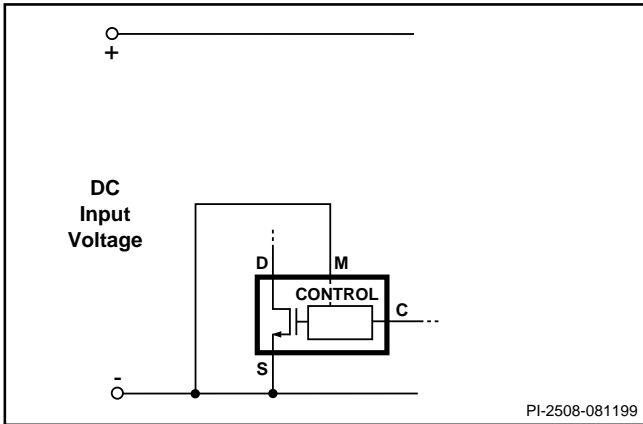 +
DC
Input
Voltage
D
M
CONTROL
C
S
-
PI-2508-081199